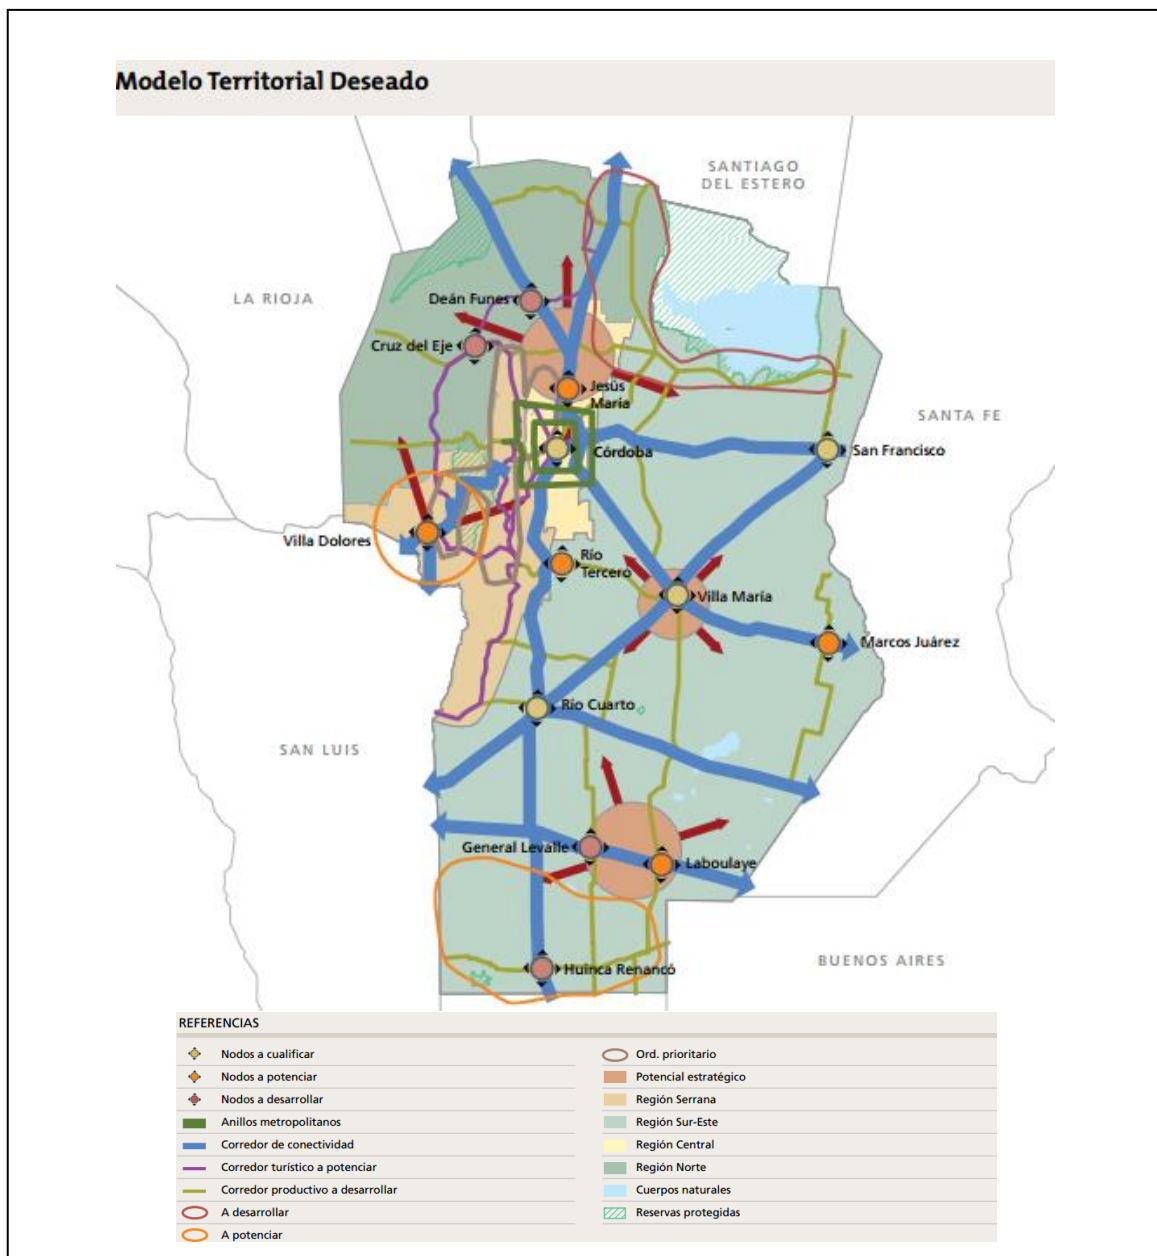 Modelo Territorial Deseado
SANTIAGO
DEL ESTERO
LA RIOJA
Deán Funes
Cruz del Eje
Jesús
María
SANTA FE
Córdoba
San Francisco
Villa Dolores
Río
Tercero
Villa María
Marcos Juárez
Río Cuarto
SAN LUIS
General Levalle
Laboulaye
BUENOS AIRES
Huinca Renancó
REFERENCIAS
Nodos a cualificar
Nodos a potenciar
Nodos a desarrollar
Anillos metropolitanos
Corredor de conectividad
Corredor turístico a potenciar
Corredor productivo a desarrollar
A desarrollar
A potenciar
Ord. prioritario
Potencial estratégico
Región Serrana
Región Sur-Este
Región Central
Región Norte
Cuerpos naturales
Reservas protegidas